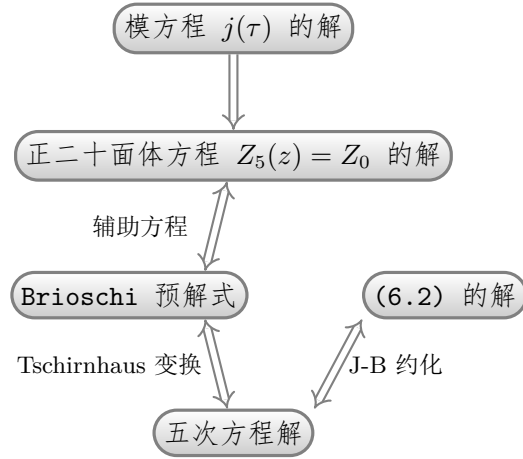 模方程 j(τ) 的解
正二十面体方程 Z₅(z) = Z₀ 的解
辅助方程
Brioschi 预解式
(6.2) 的解
Tschirnhaus 变换
J-B 约化
五次方程解